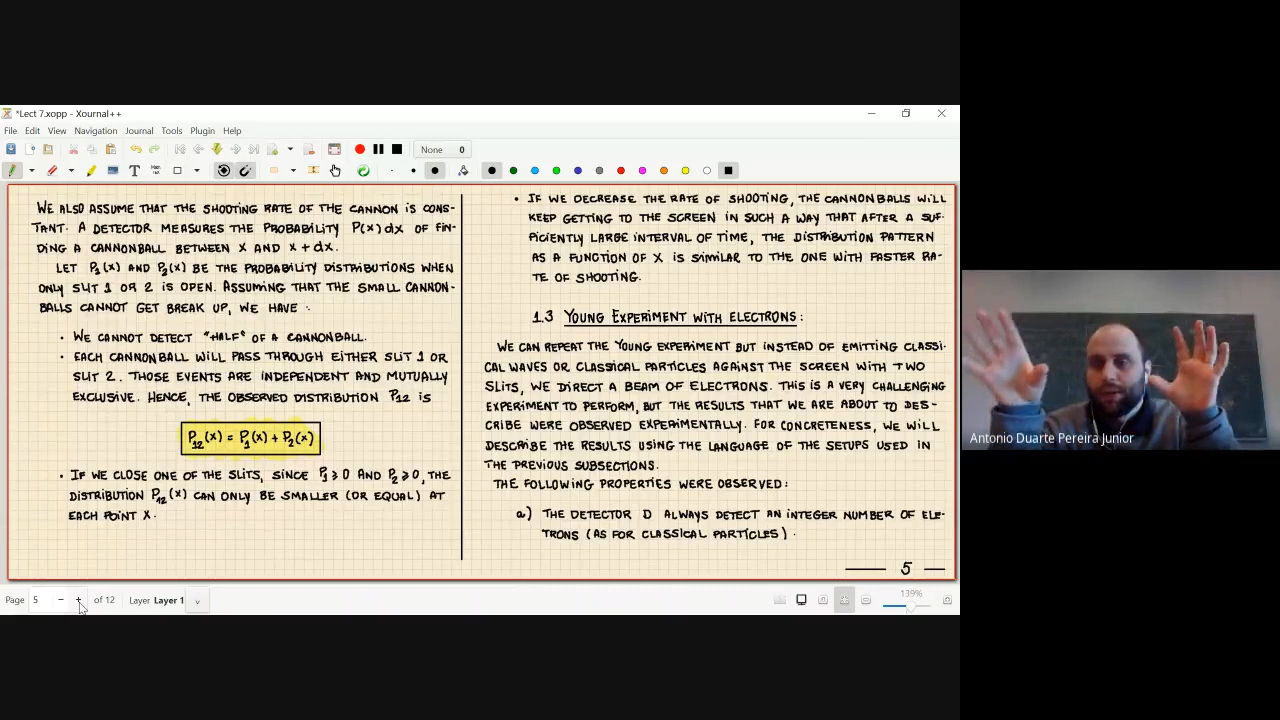 *Lect 7.xopp - Xournal++
File Edit View Navigation Journal Tools Plugin Help
None 0
WE ALSO ASSUME THAT THE SHOOTING RATE OF THE CANNON IS CONS-
TANT. A DETECTOR MEASURES THE PROBABILITY P(x)dx OF FIN-
DING A CANNONBALL BETWEEN X AND X + dX.
LET P1(x) AND P2(x) BE THE PROBABILITY DISTRIBUTIONS WHEN
ONLY SLIT 1 OR 2 IS OPEN. ASSUMING THAT THE SMALL CANNON-
BALLS CANNOT GET BREAK UP, WE HAVE :
• WE CANNOT DETECT "HALF" OF A CANNONBALL.
• EACH CANNONBALL WILL PASS THROUGH EITHER SLIT 1 OR
SLIT 2. THOSE EVENTS ARE INDEPENDENT AND MUTUALLY
EXCLUSIVE. HENCE, THE OBSERVED DISTRIBUTION P12 IS
P12(x) = P1(x) + P2(x)
• IF WE CLOSE ONE OF THE SLITS, SINCE P1 ≥ 0 AND P2 ≥ 0, THE
DISTRIBUTION P12(x) CAN ONLY BE SMALLER (OR EQUAL) AT
EACH POINT X.
• IF WE DECREASE THE RATE OF SHOOTING, THE CANNONBALLS WILL
KEEP GETTING TO THE SCREEN IN SUCH A WAY THAT AFTER A SUF-
FICIENTLY LARGE INTERVAL OF TIME, THE DISTRIBUTION PATTERN
AS A FUNCTION OF X IS SIMILAR TO THE ONE WITH FASTER RA-
TE OF SHOOTING.
1.3 YOUNG EXPERIMENT WITH ELECTRONS:
WE CAN REPEAT THE YOUNG EXPERIMENT BUT INSTEAD OF EMITTING CLASSI-
CAL WAVES OR CLASSICAL PARTICLES AGAINST THE SCREEN WITH TWO
SLITS, WE DIRECT A BEAM OF ELECTRONS. THIS IS A VERY CHALLENGING
EXPERIMENT TO PERFORM, BUT THE RESULTS THAT WE ARE ABOUT TO DES-
CRIBE WERE OBSERVED EXPERIMENTALLY. FOR CONCRETENESS, WE WILL
DESCRIBE THE RESULTS USING THE LANGUAGE OF THE SETUPS USED IN
THE PREVIOUS SUBSECTIONS.
THE FOLLOWING PROPERTIES WERE OBSERVED:
a) THE DETECTOR D ALWAYS DETECT AN INTEGER NUMBER OF ELE-
TRONS (AS FOR CLASSICAL PARTICLES).
5
Page 5 − + of 12 Layer Layer 1
139%
Antonio Duarte Pereira Junior